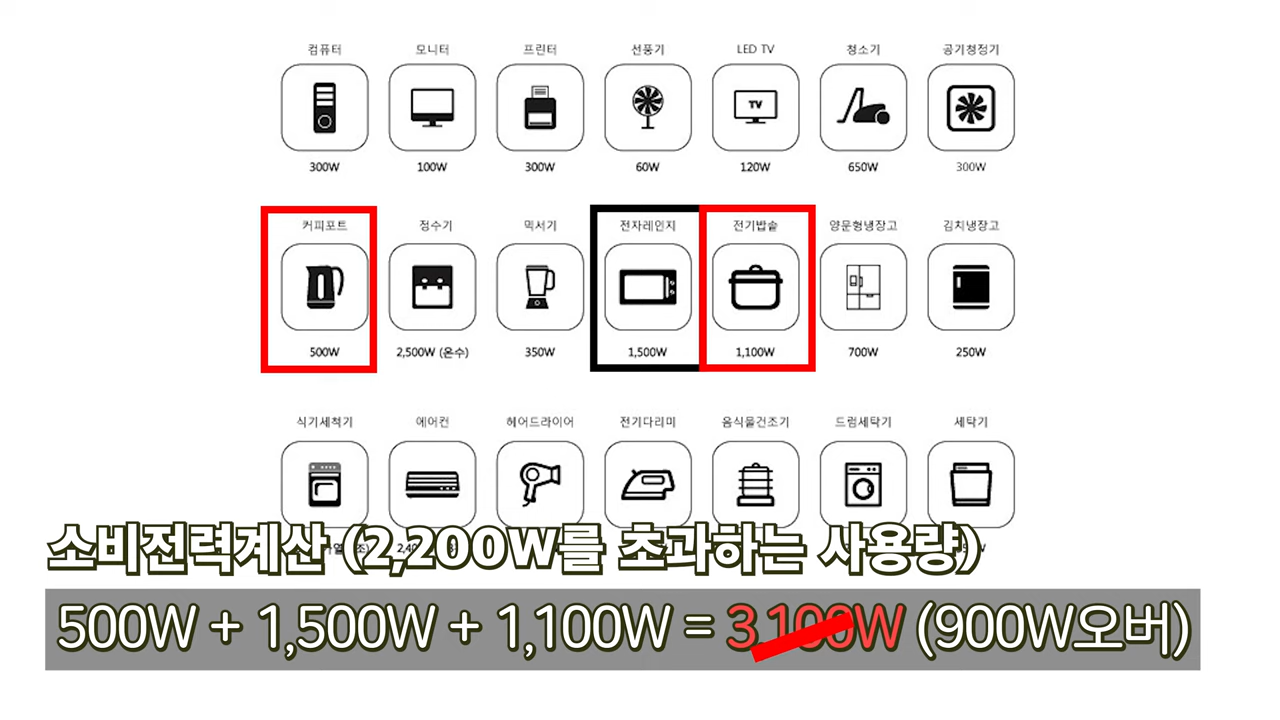 컴퓨터 모니터 프린터 선풍기 LED TV 청소기 공기청정기
TV
300W 100W 300W 60W 120W 650W 300W
커피포트 정수기 믹서기 전자레인지 전기밥솥 양문형냉장고 김치냉장고
500W 2,500W (온수) 350W 1,500W 1,100W 700W 250W
식기세척기 에어컨 헤어드라이어 전기다리미 음식물건조기 드럼세탁기 세탁기
소비전력계산 (2,200W를 초과하는 사용량)
500W + 1,500W + 1,100W = 3,100W (900W오버)